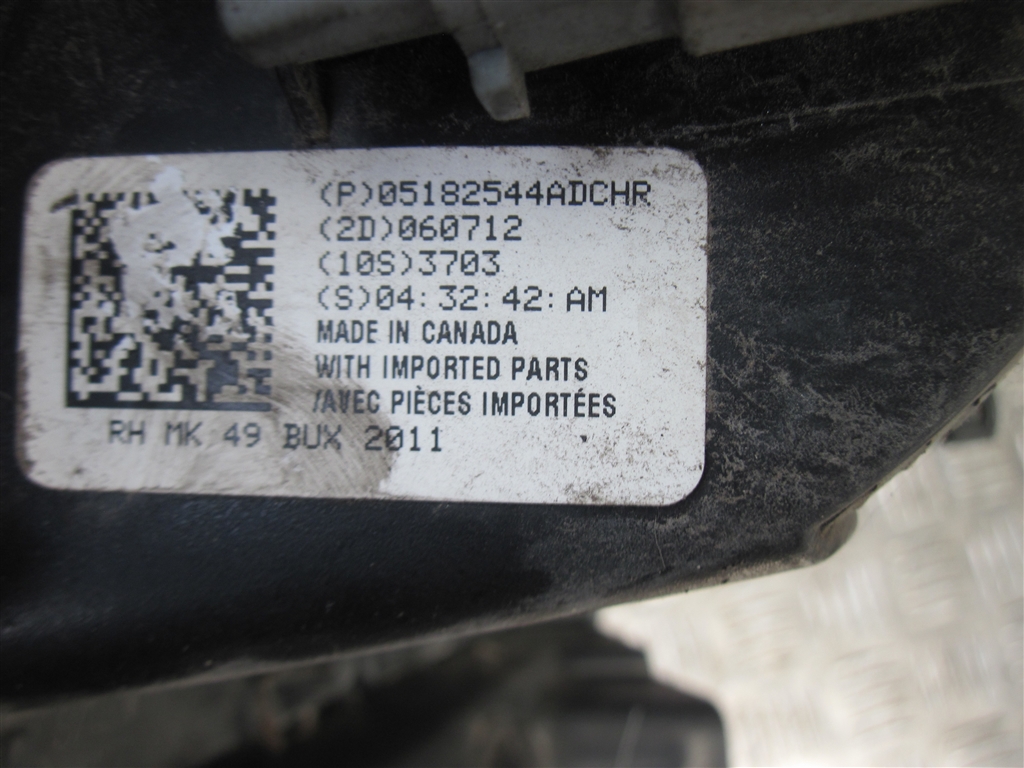 (P)05182544ADCHR
(2D)060712
(10S)3703
(S)04:32:42:AM
MADE IN CANADA
WITH IMPORTED PARTS
/AVEC PIÈCES IMPORTÉES
RH MK 49 BUX 2011